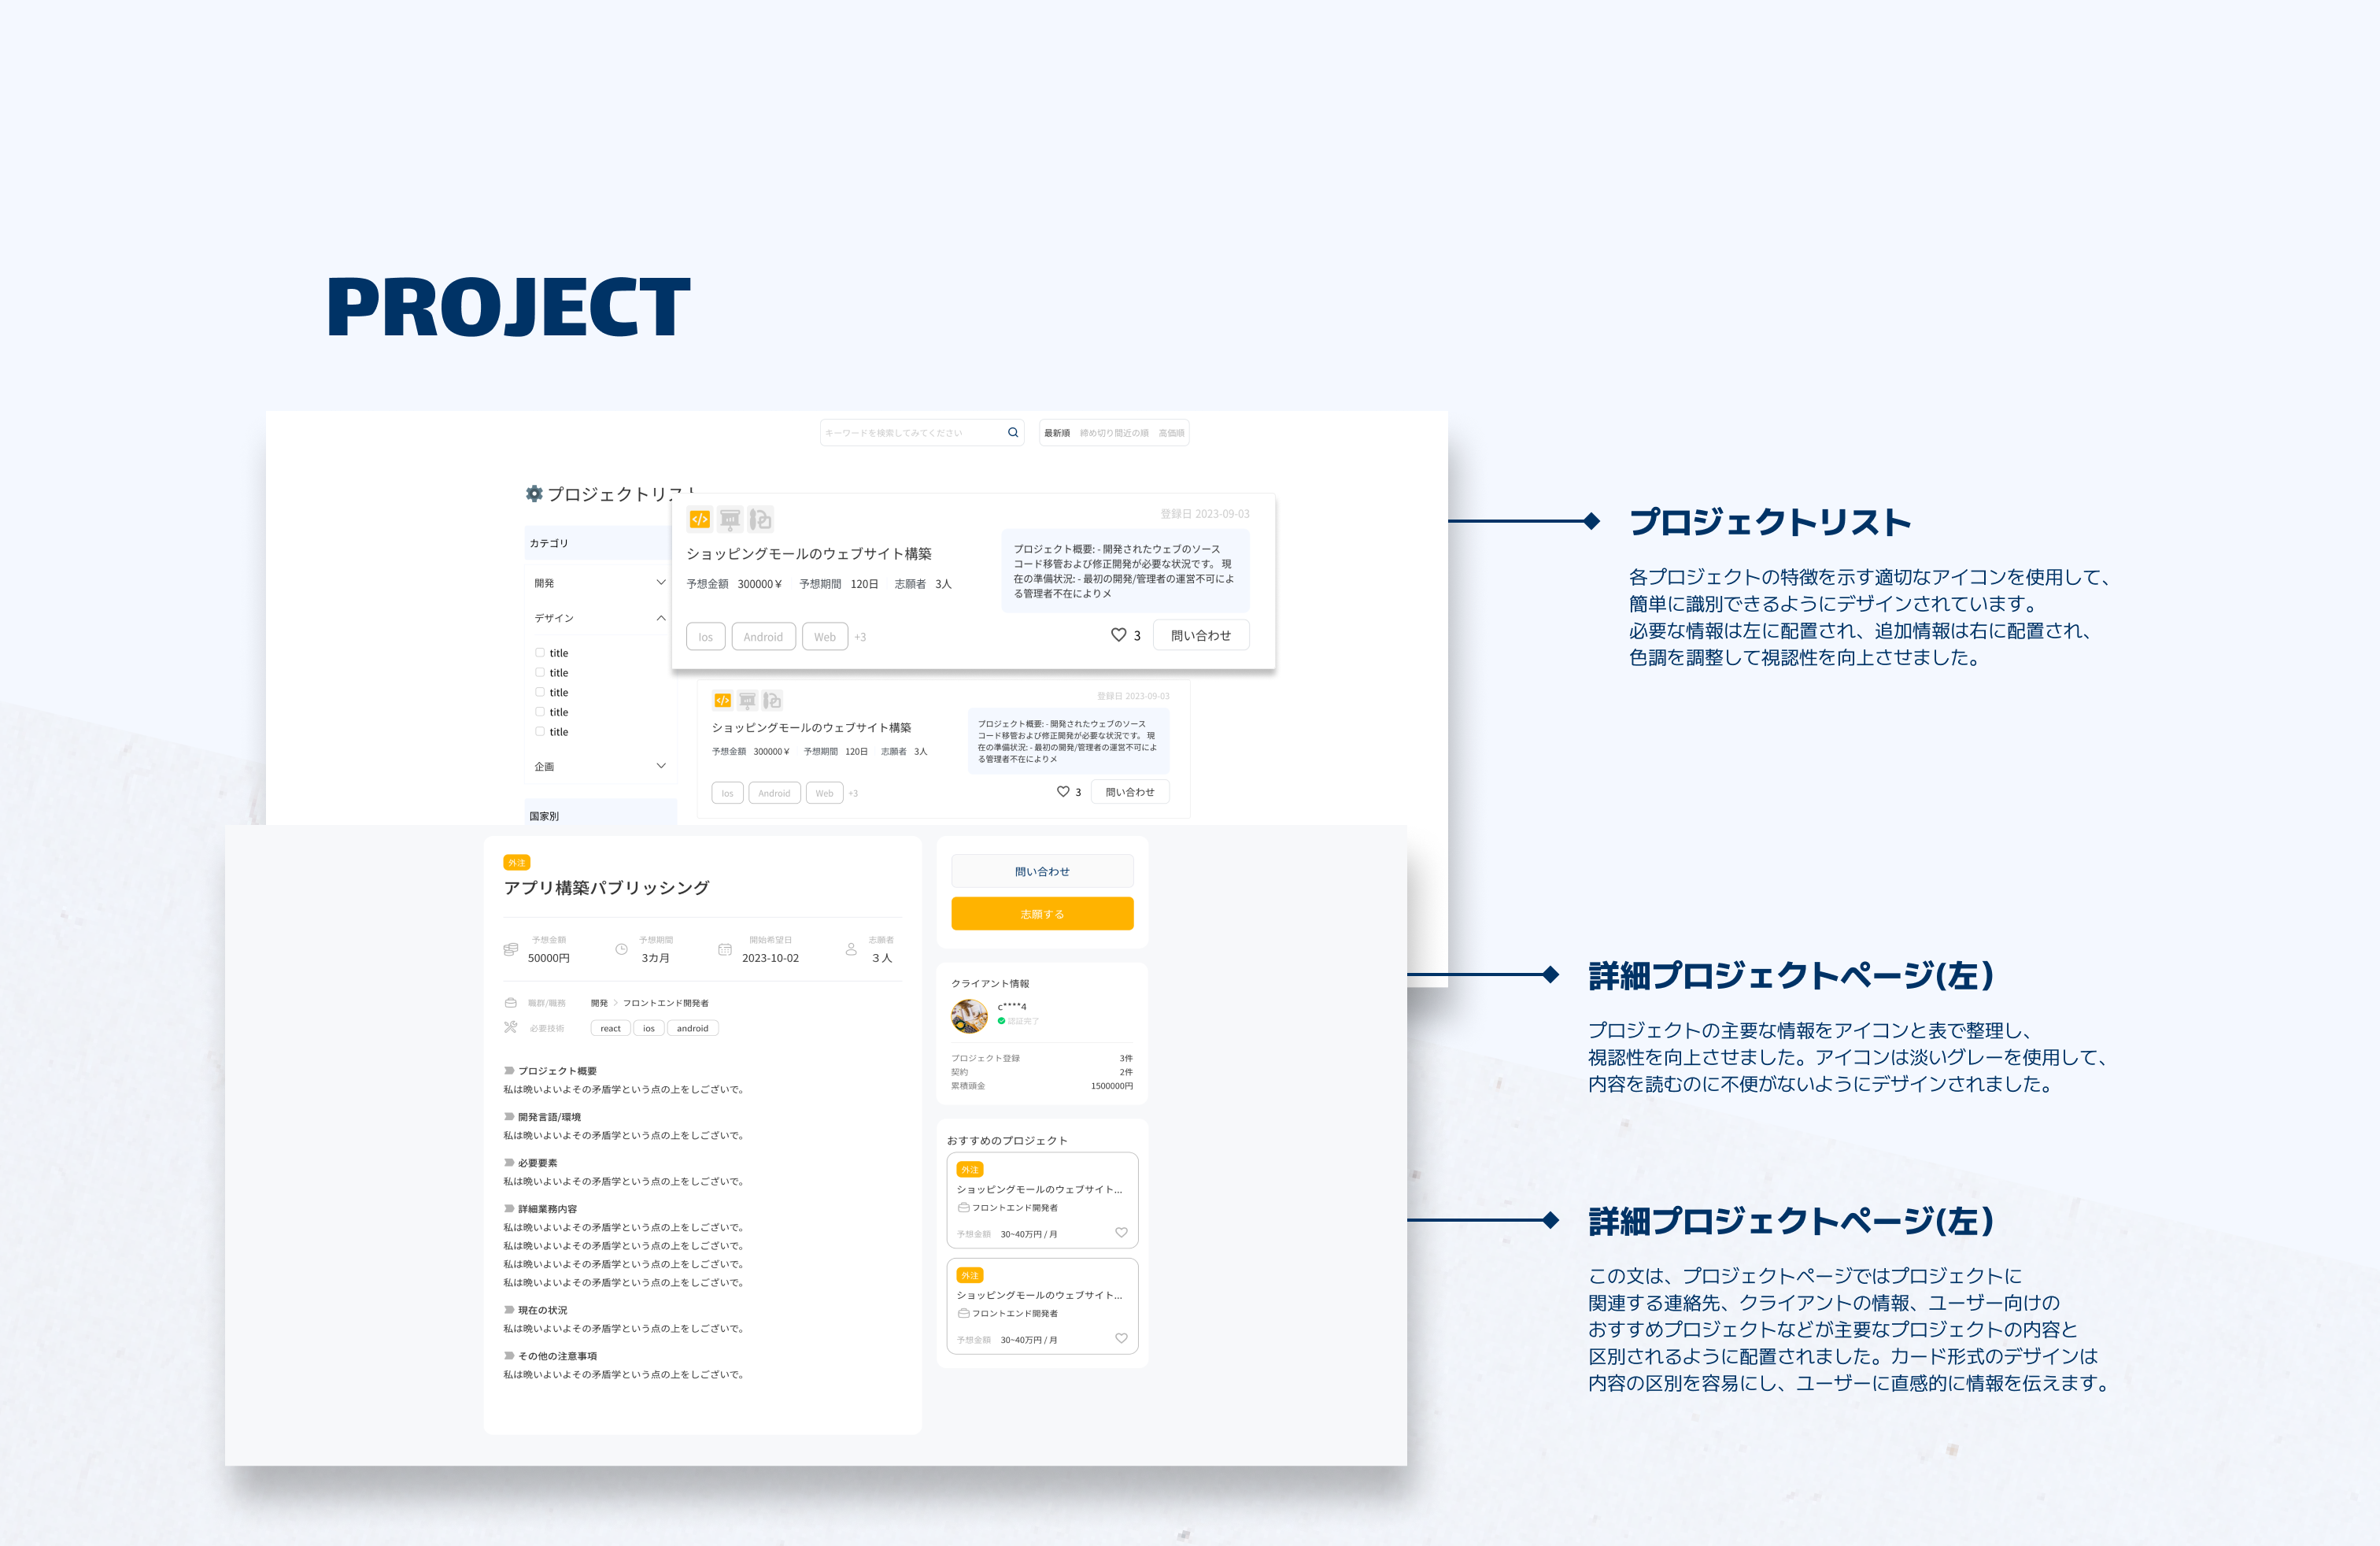 PROJECT
キーワードを検索してみてください
最新順 締め切り間近の順 高価順
プロジェクトリスト
カテゴリ
開発
デザイン
title
title
title
title
title
企画
国家別
登録日 2023-09-03
ショッピングモールのウェブサイト構築
予想金額 300000¥ 予想期間 120日 志願者 3人
プロジェクト概要: - 開発されたウェブのソース
コード移管および修正開発が必要な状況です。 現
在の準備状況: - 最初の開発/管理者の運営不可によ
る管理者不在によりメ
Ios Android Web +3
3 問い合わせ
登録日 2023-09-03
ショッピングモールのウェブサイト構築
予想金額 300000¥ 予想期間 120日 志願者 3人
プロジェクト概要: - 開発されたウェブのソース
コード移管および修正開発が必要な状況です。 現
在の準備状況: - 最初の開発/管理者の運営不可によ
る管理者不在によりメ
Ios Android Web +3
3 問い合わせ
外注
アプリ構築パブリッシング
予想金額 予想期間 開始希望日 志願者
50000円 3カ月 2023-10-02 3人
職群/職務 開発 > フロントエンド開発者
必要技術 react ios android
プロジェクト概要
私は晩いよいよその矛盾学という点の上をしございで。
開発言語/環境
私は晩いよいよその矛盾学という点の上をしございで。
必要要素
私は晩いよいよその矛盾学という点の上をしございで。
詳細業務内容
私は晩いよいよその矛盾学という点の上をしございで。
私は晩いよいよその矛盾学という点の上をしございで。
私は晩いよいよその矛盾学という点の上をしございで。
私は晩いよいよその矛盾学という点の上をしございで。
現在の状況
私は晩いよいよその矛盾学という点の上をしございで。
その他の注意事項
私は晩いよいよその矛盾学という点の上をしございで。
問い合わせ
志願する
クライアント情報
c****4
認証完了
プロジェクト登録 3件
契約 2件
累積頭金 1500000円
おすすめのプロジェクト
外注
ショッピングモールのウェブサイト...
フロントエンド開発者
予想金額 30~40万円 / 月
外注
ショッピングモールのウェブサイト...
フロントエンド開発者
予想金額 30~40万円 / 月
プロジェクトリスト
各プロジェクトの特徴を示す適切なアイコンを使用して、
簡単に識別できるようにデザインされています。
必要な情報は左に配置され、追加情報は右に配置され、
色調を調整して視認性を向上させました。
詳細プロジェクトページ(左)
プロジェクトの主要な情報をアイコンと表で整理し、
視認性を向上させました。アイコンは淡いグレーを使用して、
内容を読むのに不便がないようにデザインされました。
詳細プロジェクトページ(左)
この文は、プロジェクトページではプロジェクトに
関連する連絡先、クライアントの情報、ユーザー向けの
おすすめプロジェクトなどが主要なプロジェクトの内容と
区別されるように配置されました。カード形式のデザインは
内容の区別を容易にし、ユーザーに直感的に情報を伝えます。